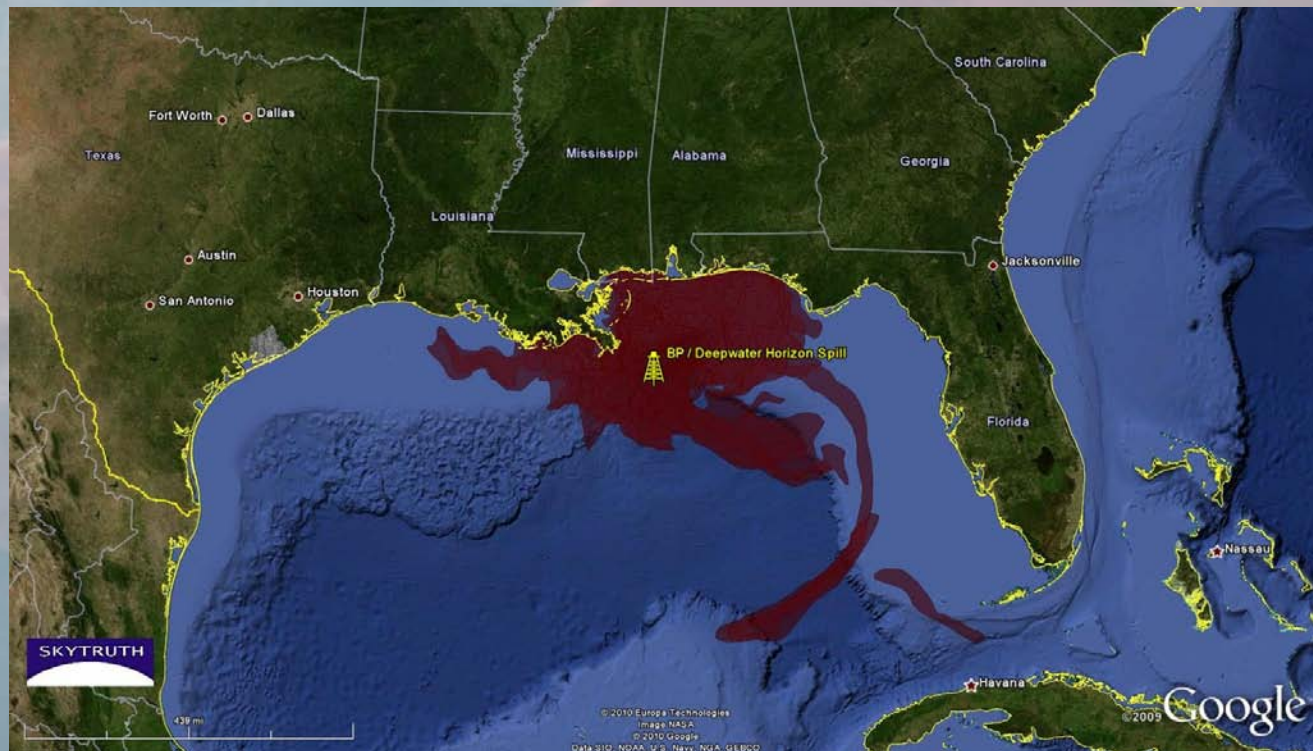 South Carolina
Fort Worth
Dallas
Texas
Mississippi
Alabama
Georgia
Louisiana
Austin
Jacksonville
San Antonio
Houston
BP / Deepwater Horizon Spill
Florida
Nassau
SKYTRUTH
Havana
439 mi
© 2010 Europa Technologies
Image NASA
© 2010 Google
Data SIO, NOAA, U.S. Navy, NGA, GEBCO
©2009 Google